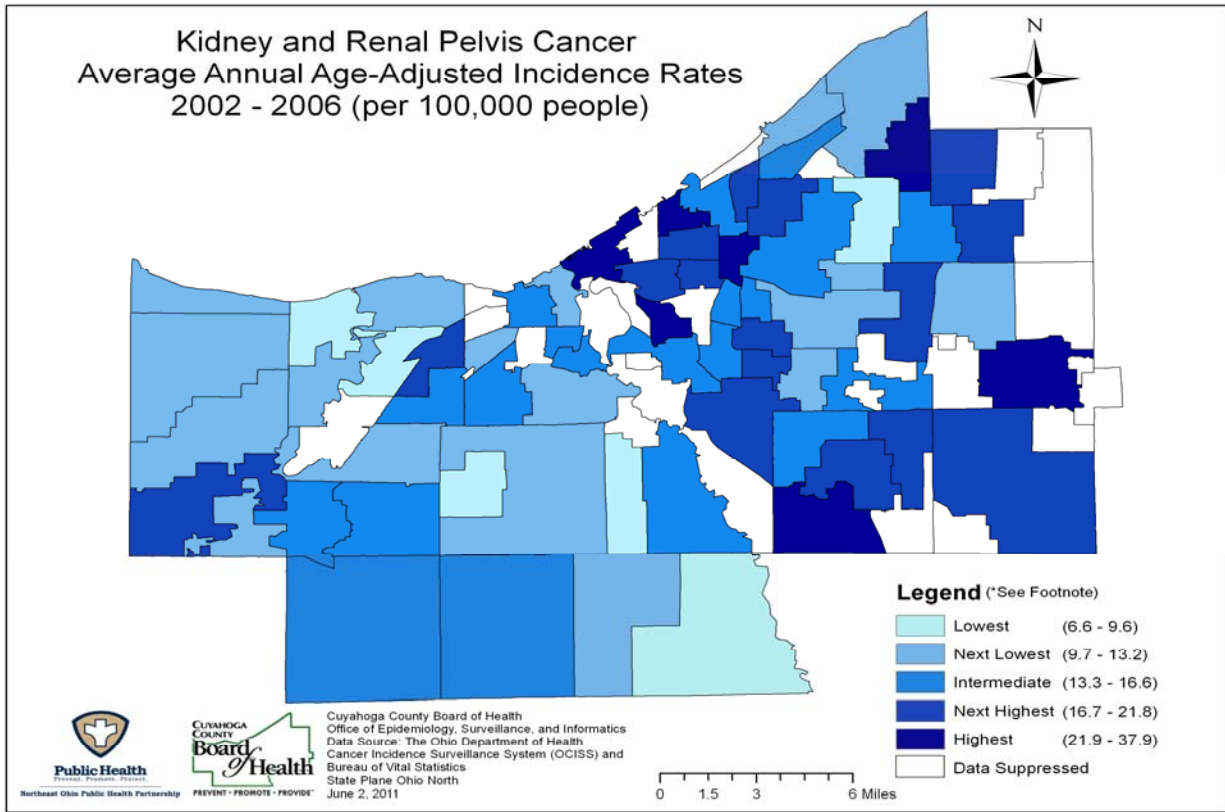 Kidney and Renal Pelvis Cancer
Average Annual Age-Adjusted Incidence Rates
2002 - 2006 (per 100,000 people)
N
Legend (*See Footnote)
Lowest (6.6 - 9.6)
Next Lowest (9.7 - 13.2)
Intermediate (13.3 - 16.6)
Next Highest (16.7 - 21.8)
Highest (21.9 - 37.9)
Data Suppressed
Public Health
Prevent. Promote. Protect.
Northeast Ohio Public Health Partnership
CUYAHOGA
COUNTY
Board
of Health
PREVENT • PROMOTE • PROVIDE
Cuyahoga County Board of Health
Office of Epidemiology, Surveillance, and Informatics
Data Source: The Ohio Department of Health
Cancer Incidence Surveillance System (OCISS) and
Bureau of Vital Statistics
State Plane Ohio North
June 2, 2011
0 1.5 3 6 Miles